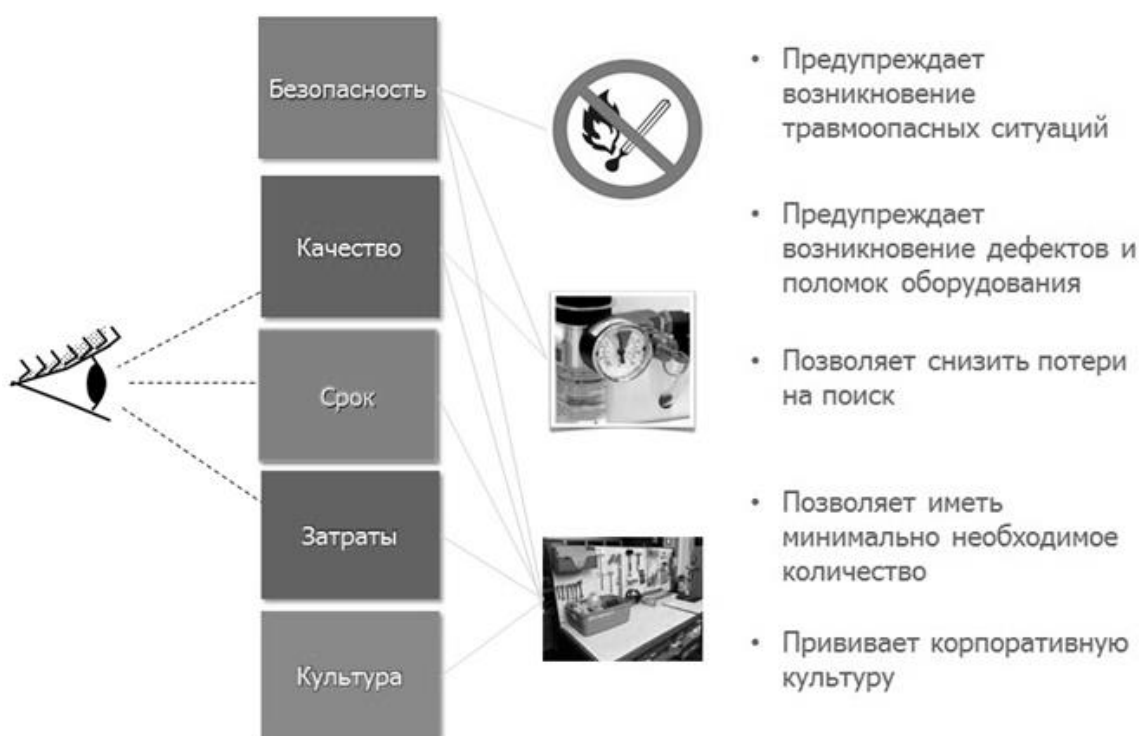 Безопасность
Качество
Срок
Затраты
Культура
• Предупреждает
возникновение
травмоопасных ситуаций
• Предупреждает
возникновение дефектов и
поломок оборудования
• Позволяет снизить потери
на поиск
• Позволяет иметь
минимально необходимое
количество
• Прививает корпоративную
культуру